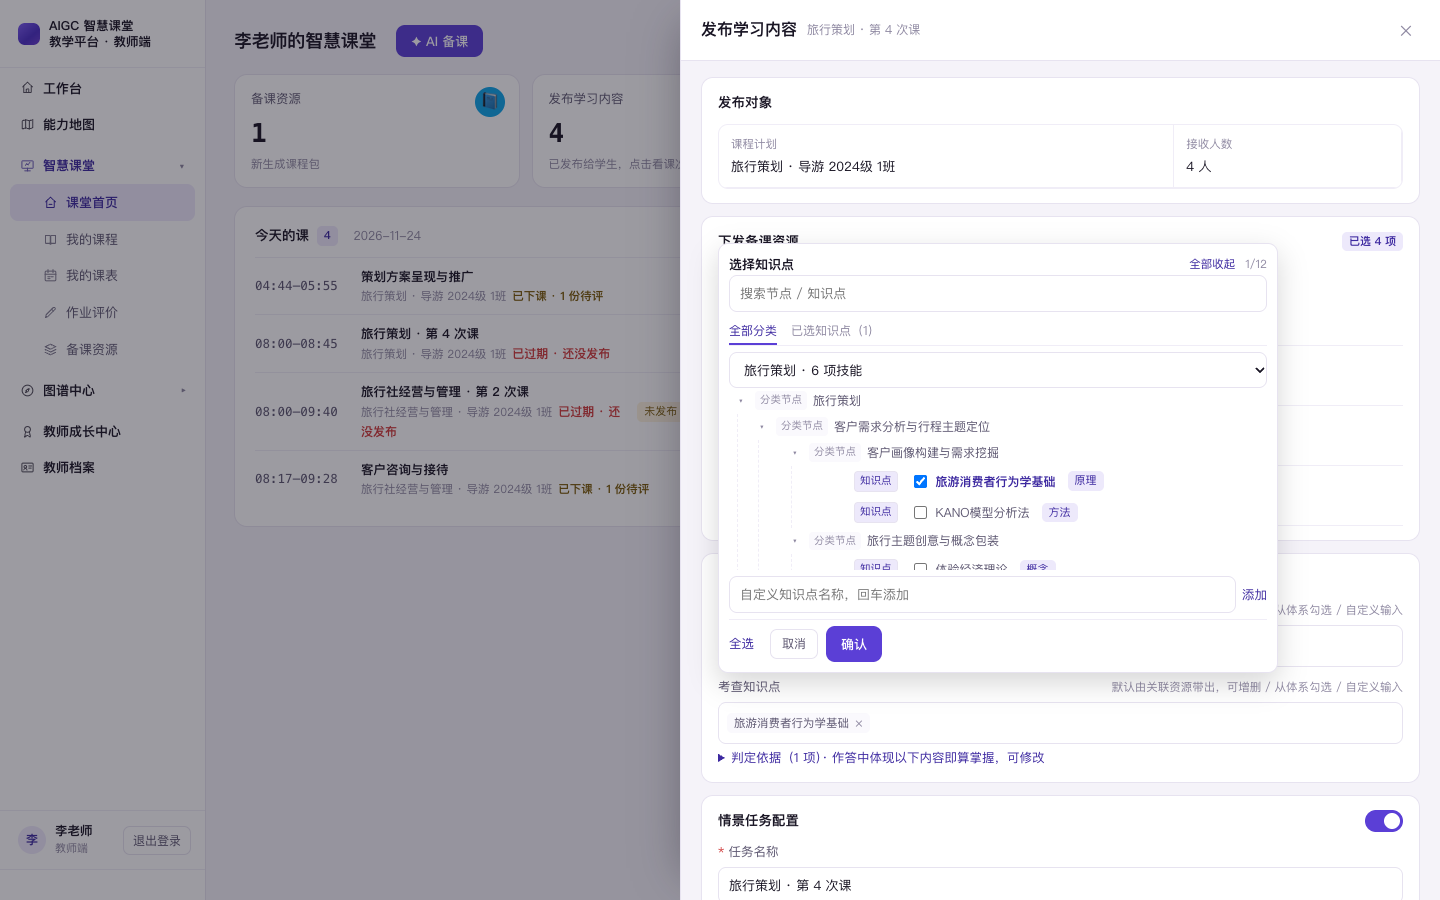 AIGC 智慧课堂
教学平台 · 教师端
工作台
能力地图
智慧课堂
课堂首页
我的课程
我的课表
作业评价
备课资源
图谱中心
教师成长中心
教师档案
李
李老师
教师端
退出登录
李老师的智慧课堂
✦ AI 备课
备课资源
1
新生成课程包
发布学习内容
4
已发布给学生，点击看课
今天的课 4 2026-11-24
04:44–05:55
策划方案呈现与推广
旅行策划 · 导游 2024级 1班 已下课 · 1 份待评
08:00–08:45
旅行策划 · 第 4 次课
旅行策划 · 导游 2024级 1班 已过期 · 还没发布
08:00–09:40
旅行社经营与管理 · 第 2 次课
旅行社经营与管理 · 导游 2024级 1班 已过期 · 还
没发布
未发布
08:17–09:28
客户咨询与接待
旅行社经营与管理 · 导游 2024级 1班 已下课 · 1 份待评
发布学习内容 旅行策划 · 第 4 次课
发布对象
课程计划
旅行策划 · 导游 2024级 1班
接收人数
4 人
下发备课资源
已选 4 项
选择知识点
全部收起 1/12
搜索节点 / 知识点
全部分类 已选知识点（1）
旅行策划 · 6 项技能
分类节点 旅行策划
分类节点 客户需求分析与行程主题定位
分类节点 客户画像构建与需求挖掘
知识点 旅游消费者行为学基础 原理
知识点 KANO模型分析法 方法
分类节点 旅行主题创意与概念包装
知识点 体验经济理论 概念
自定义知识点名称，回车添加
添加
全选 取消 确认
从体系勾选 / 自定义输入
考查知识点
默认由关联资源带出，可增删 / 从体系勾选 / 自定义输入
旅游消费者行为学基础 ×
▶ 判定依据（1 项）· 作答中体现以下内容即算掌握，可修改
情景任务配置
* 任务名称
旅行策划 · 第 4 次课